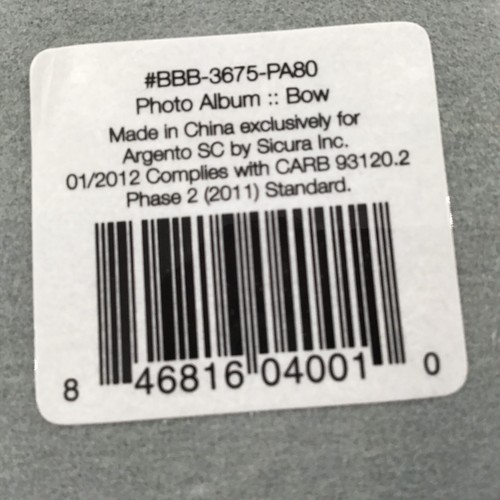 #BBB-3675-PA80
Photo Album :: Bow
Made in China exclusively for
Argento SC by Sicura Inc.
01/2012 Complies with CARB 93120.2
Phase 2 (2011) Standard.
8 46816 04001 0